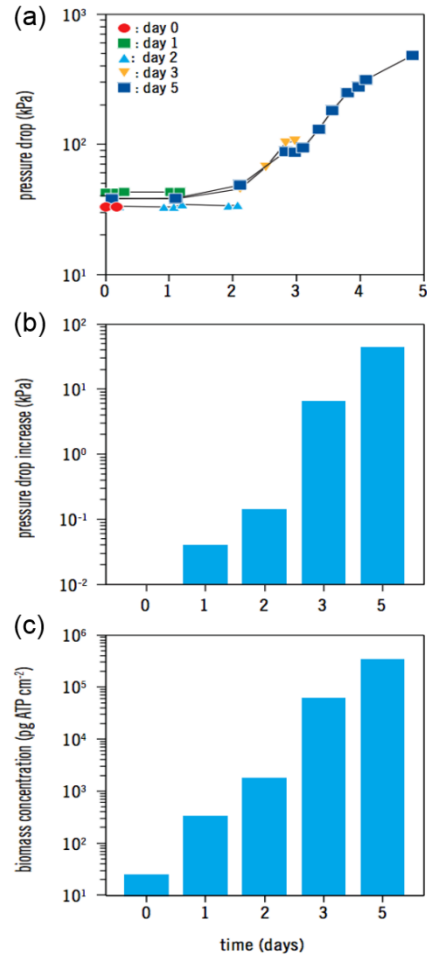 (a)
pressure drop (kPa)
10³
10²
10¹
: day 0
: day 1
: day 2
: day 3
: day 5
0 1 2 3 4 5
(b)
pressure drop increase (kPa)
10²
10¹
10⁰
10⁻¹
10⁻²
0 1 2 3 5
(c)
biomass concentration (pg ATP cm⁻²)
10⁶
10⁵
10⁴
10³
10²
10¹
0 1 2 3 5
time (days)